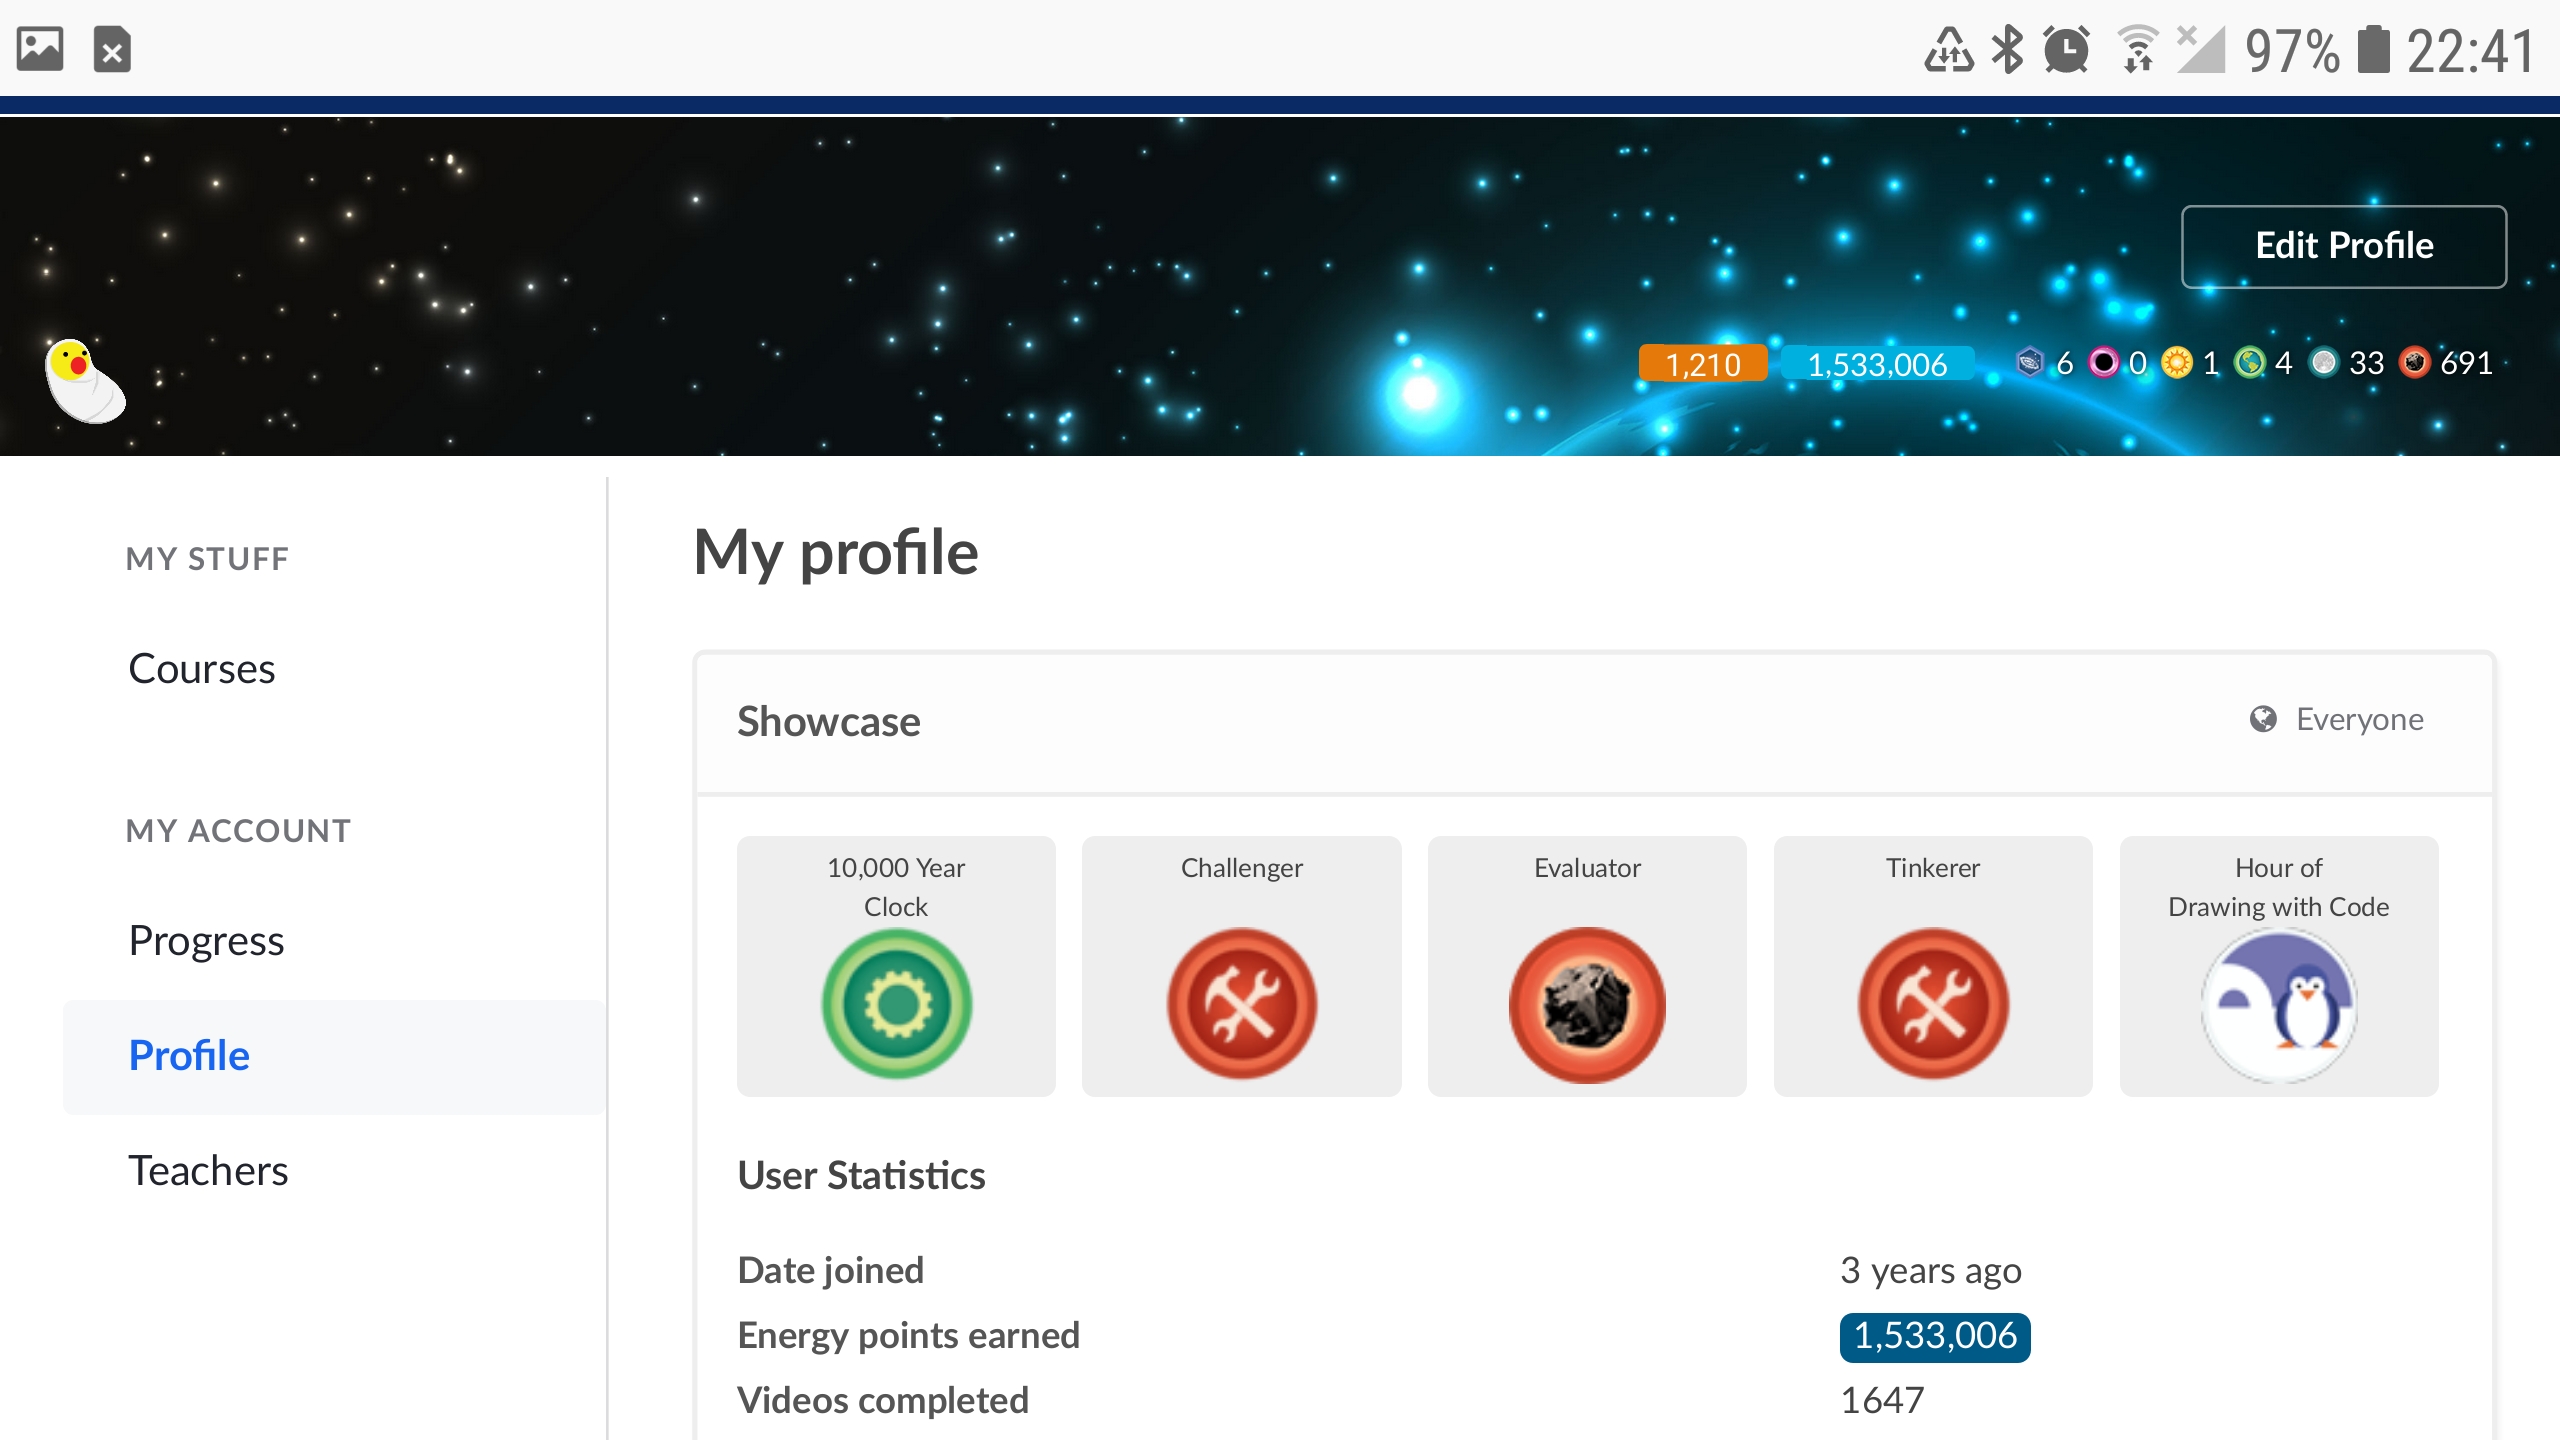 97% 22:41
Edit Profile
1,210 1,533,006 6 0 1 4 33 691
MY STUFF
Courses
MY ACCOUNT
Progress
Profile
Teachers
My profile
Showcase Everyone
10,000 Year
Clock
Challenger
Evaluator
Tinkerer
Hour of
Drawing with Code
User Statistics
Date joined 3 years ago
Energy points earned 1,533,006
Videos completed 1647